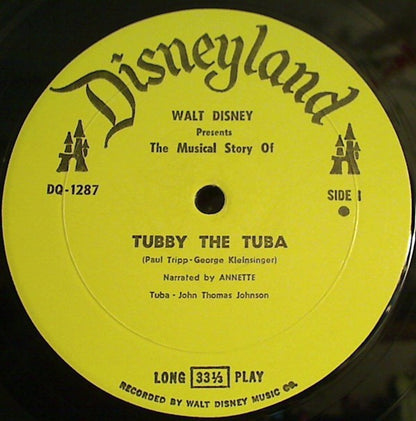 Disneyland
WALT DISNEY
Presents
The Musical Story Of
DQ-1287
SIDE 1
TUBBY THE TUBA
(Paul Tripp - George Kleinsinger)
Narrated by ANNETTE
Tuba - John Thomas Johnson
LONG 33⅓ PLAY
RECORDED BY WALT DISNEY MUSIC CO.